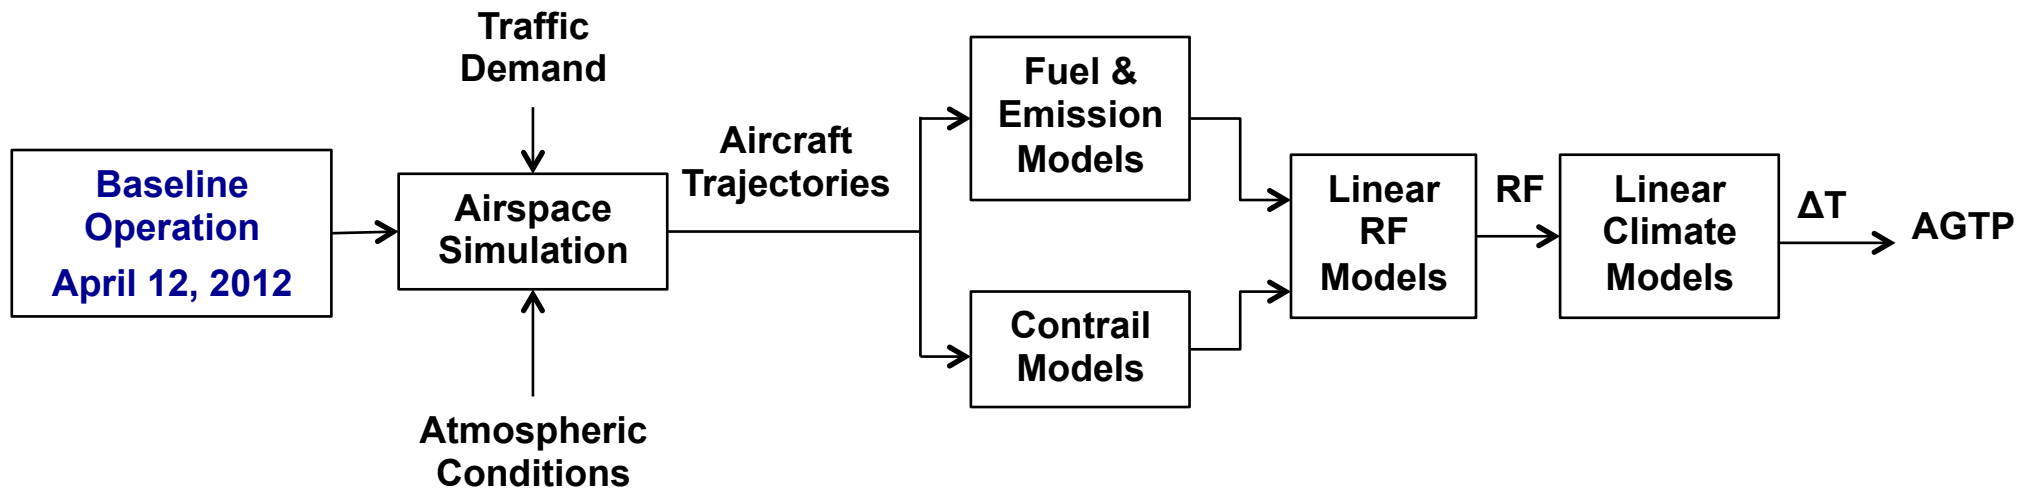 Traffic
Demand
Baseline
Operation
April 12, 2012
Airspace
Simulation
Atmospheric
Conditions
Aircraft
Trajectories
Fuel &
Emission
Models
Contrail
Models
Linear
RF
Models
RF
Linear
Climate
Models
ΔT
AGTP